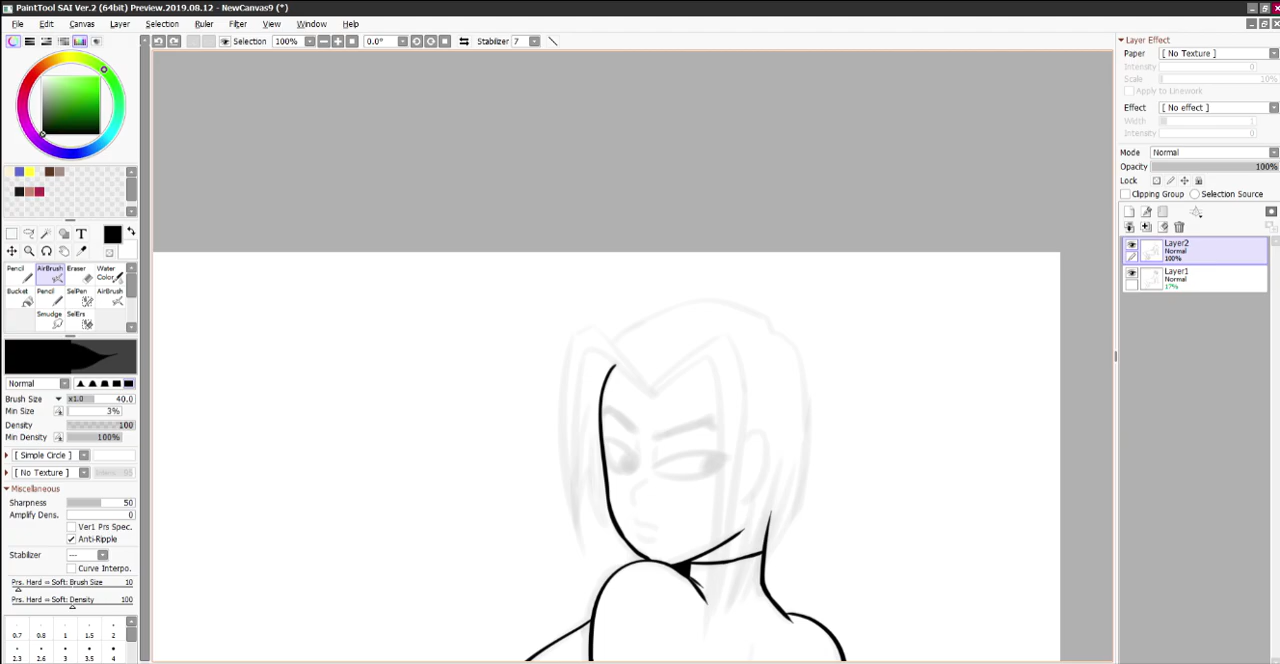 PaintTool SAI Ver.2 (64bit) Preview.2019.08.12 - NewCanvas9 (*)
File Edit Canvas Layer Selection Ruler Filter View Window Help
Selection 100% 0.0° Stabilizer 7
Layer Effect
Paper [ No Texture ]
Intensity 0
Scale 10%
Apply to Linework
Effect [ No effect ]
Width 1
Intensity 0
Mode Normal
Opacity 100%
Lock
Clipping Group Selection Source
Layer2
Normal
100%
Layer1
Normal
17%
T
Pencil AirBrush Eraser Water Color
Bucket Pencil SelPen AirBrush
Smudge SelErs
Normal
Brush Size x1.0 40.0
Min Size 3%
Density 100
Min Density 100%
[ Simple Circle ]
[ No Texture ]
Miscellaneous
Sharpness 50
Amplify Dens. 0
Ver1 Prs Spec.
Anti-Ripple
Stabilizer ---
Curve Interpo.
Prs. Hard ⇔ Soft: Brush Size 10
Prs. Hard ⇔ Soft: Density 100
0.7 0.8 1 1.5 2
2.3 2.6 3 3.5 4